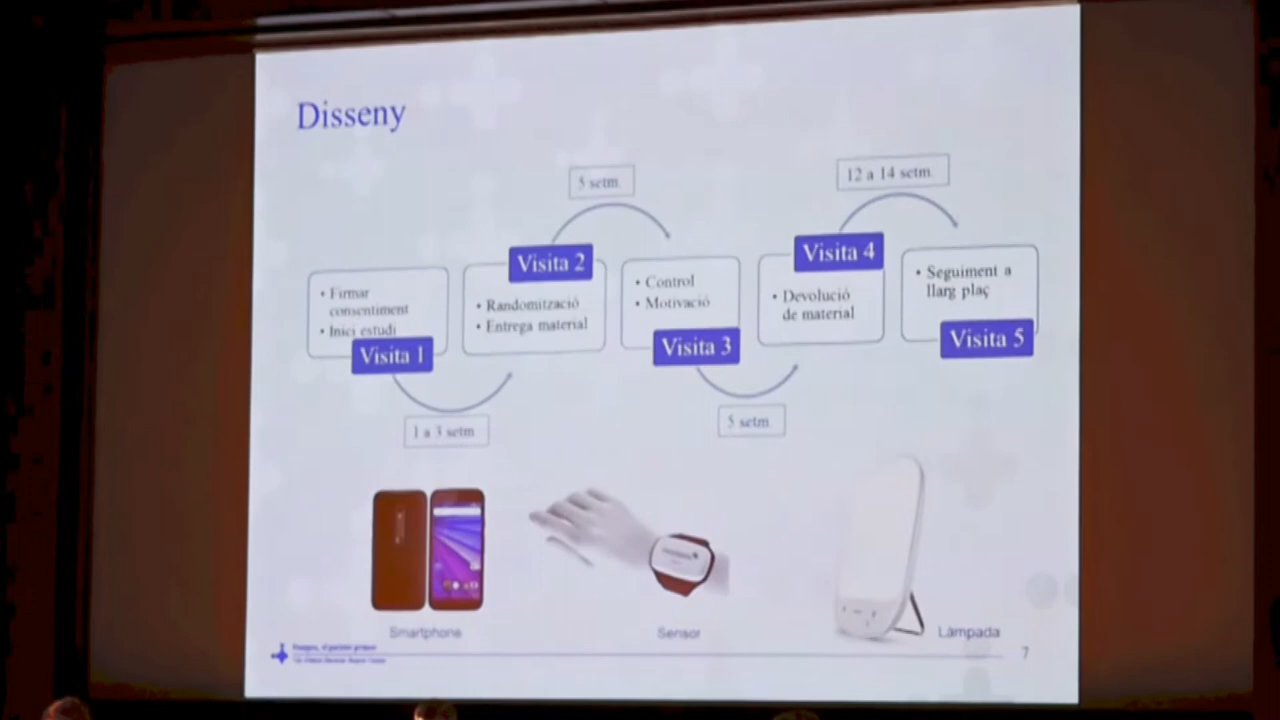 Disseny
5 setm.
12 a 14 setm.
Visita 2
Visita 4
• Firmar
consentiment
• Inici estudi
Visita 1
• Randomització
• Entrega material
• Control
• Motivació
Visita 3
• Devolució
de material
• Seguiment a
llarg plaç
Visita 5
1 a 3 setm.
5 setm.
Smartphone
Sensor
Làmpada
7